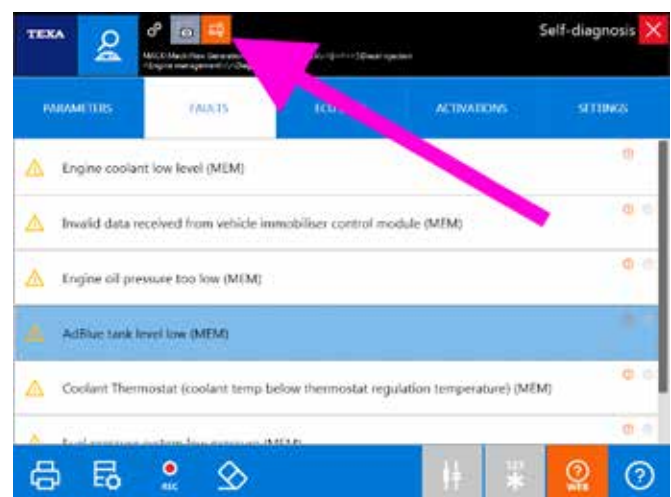 TEXA
Self-diagnosis
PARAMETERS
FAULTS
ECU
ACTIVATIONS
SETTINGS
Engine coolant low level (MEM)
Invalid data received from vehicle immobiliser control module (MEM)
Engine oil pressure too low (MEM)
AdBlue tank level low (MEM)
Coolant Thermostat (coolant temp below thermostat regulation temperature) (MEM)
REC
123
WEB